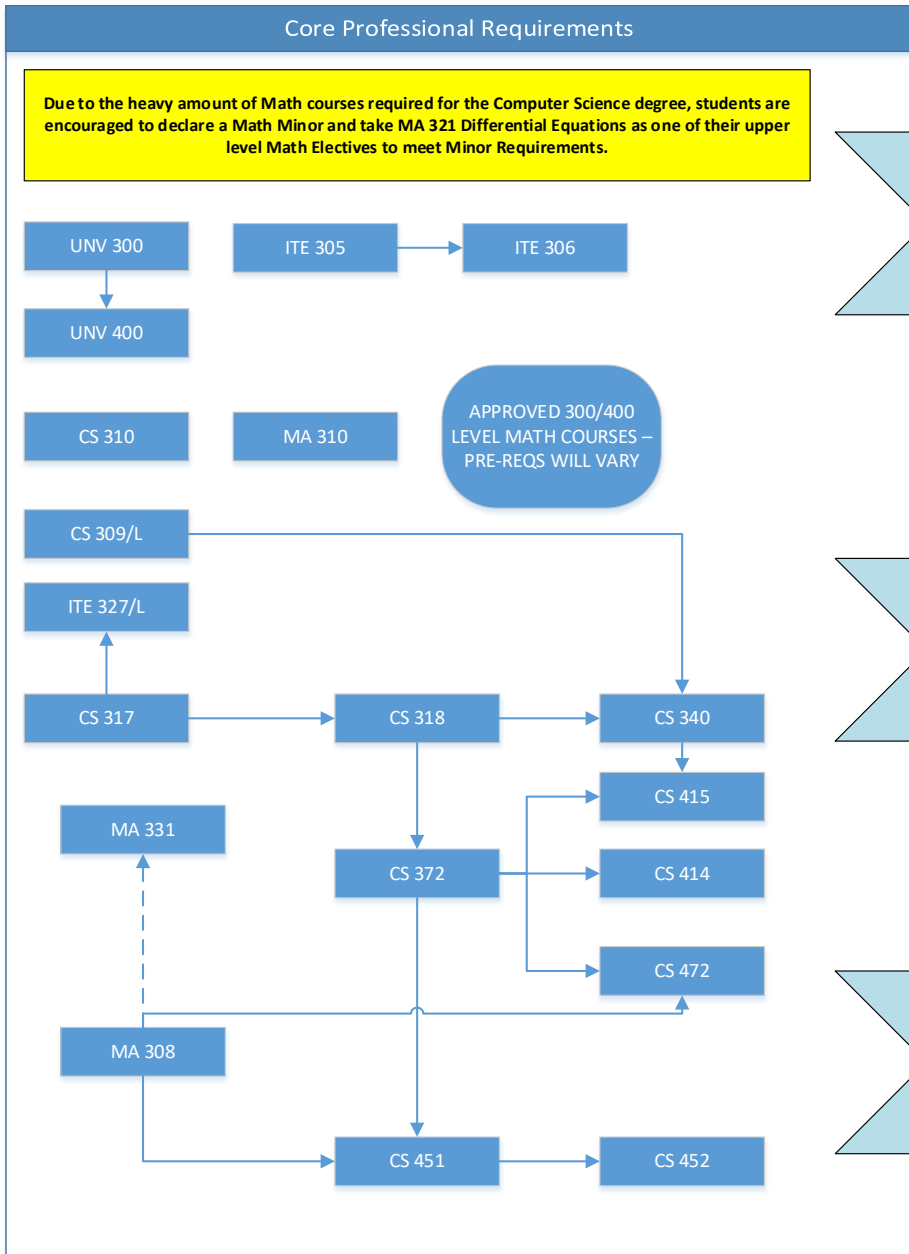 Core Professional Requirements
Due to the heavy amount of Math courses required for the Computer Science degree, students are
encouraged to declare a Math Minor and take MA 321 Differential Equations as one of their upper
level Math Electives to meet Minor Requirements.
UNV 300
ITE 305
ITE 306
UNV 400
CS 310
MA 310
APPROVED 300/400
LEVEL MATH COURSES –
PRE-REQS WILL VARY
CS 309/L
ITE 327/L
CS 317
CS 318
CS 340
CS 415
MA 331
CS 372
CS 414
CS 472
MA 308
CS 451
CS 452